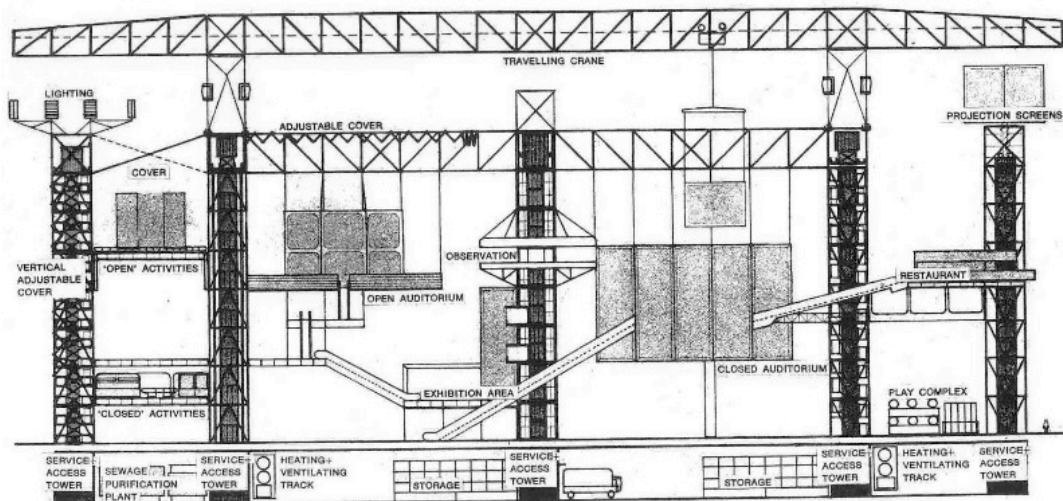 TRAVELLING CRANE
LIGHTING
PROJECTION SCREENS
ADJUSTABLE COVER
COVER
OBSERVATION
VERTICAL
ADJUSTABLE
COVER
"OPEN" ACTIVITIES
OPEN AUDITORIUM
RESTAURANT
CLOSED AUDITORIUM
EXHIBITION AREA
PLAY COMPLEX
"CLOSED" ACTIVITIES
SERVICE+
ACCESS
TOWER
SEWAGE
PURIFICATION
PLANT
SERVICE+
ACCESS
TOWER
HEATING+
VENTILATING
TRACK
STORAGE
SERVICE+
ACCESS
TOWER
STORAGE
SERVICE+
ACCESS
TOWER
HEATING+
VENTILATING
TRACK
SERVICE+
ACCESS
TOWER